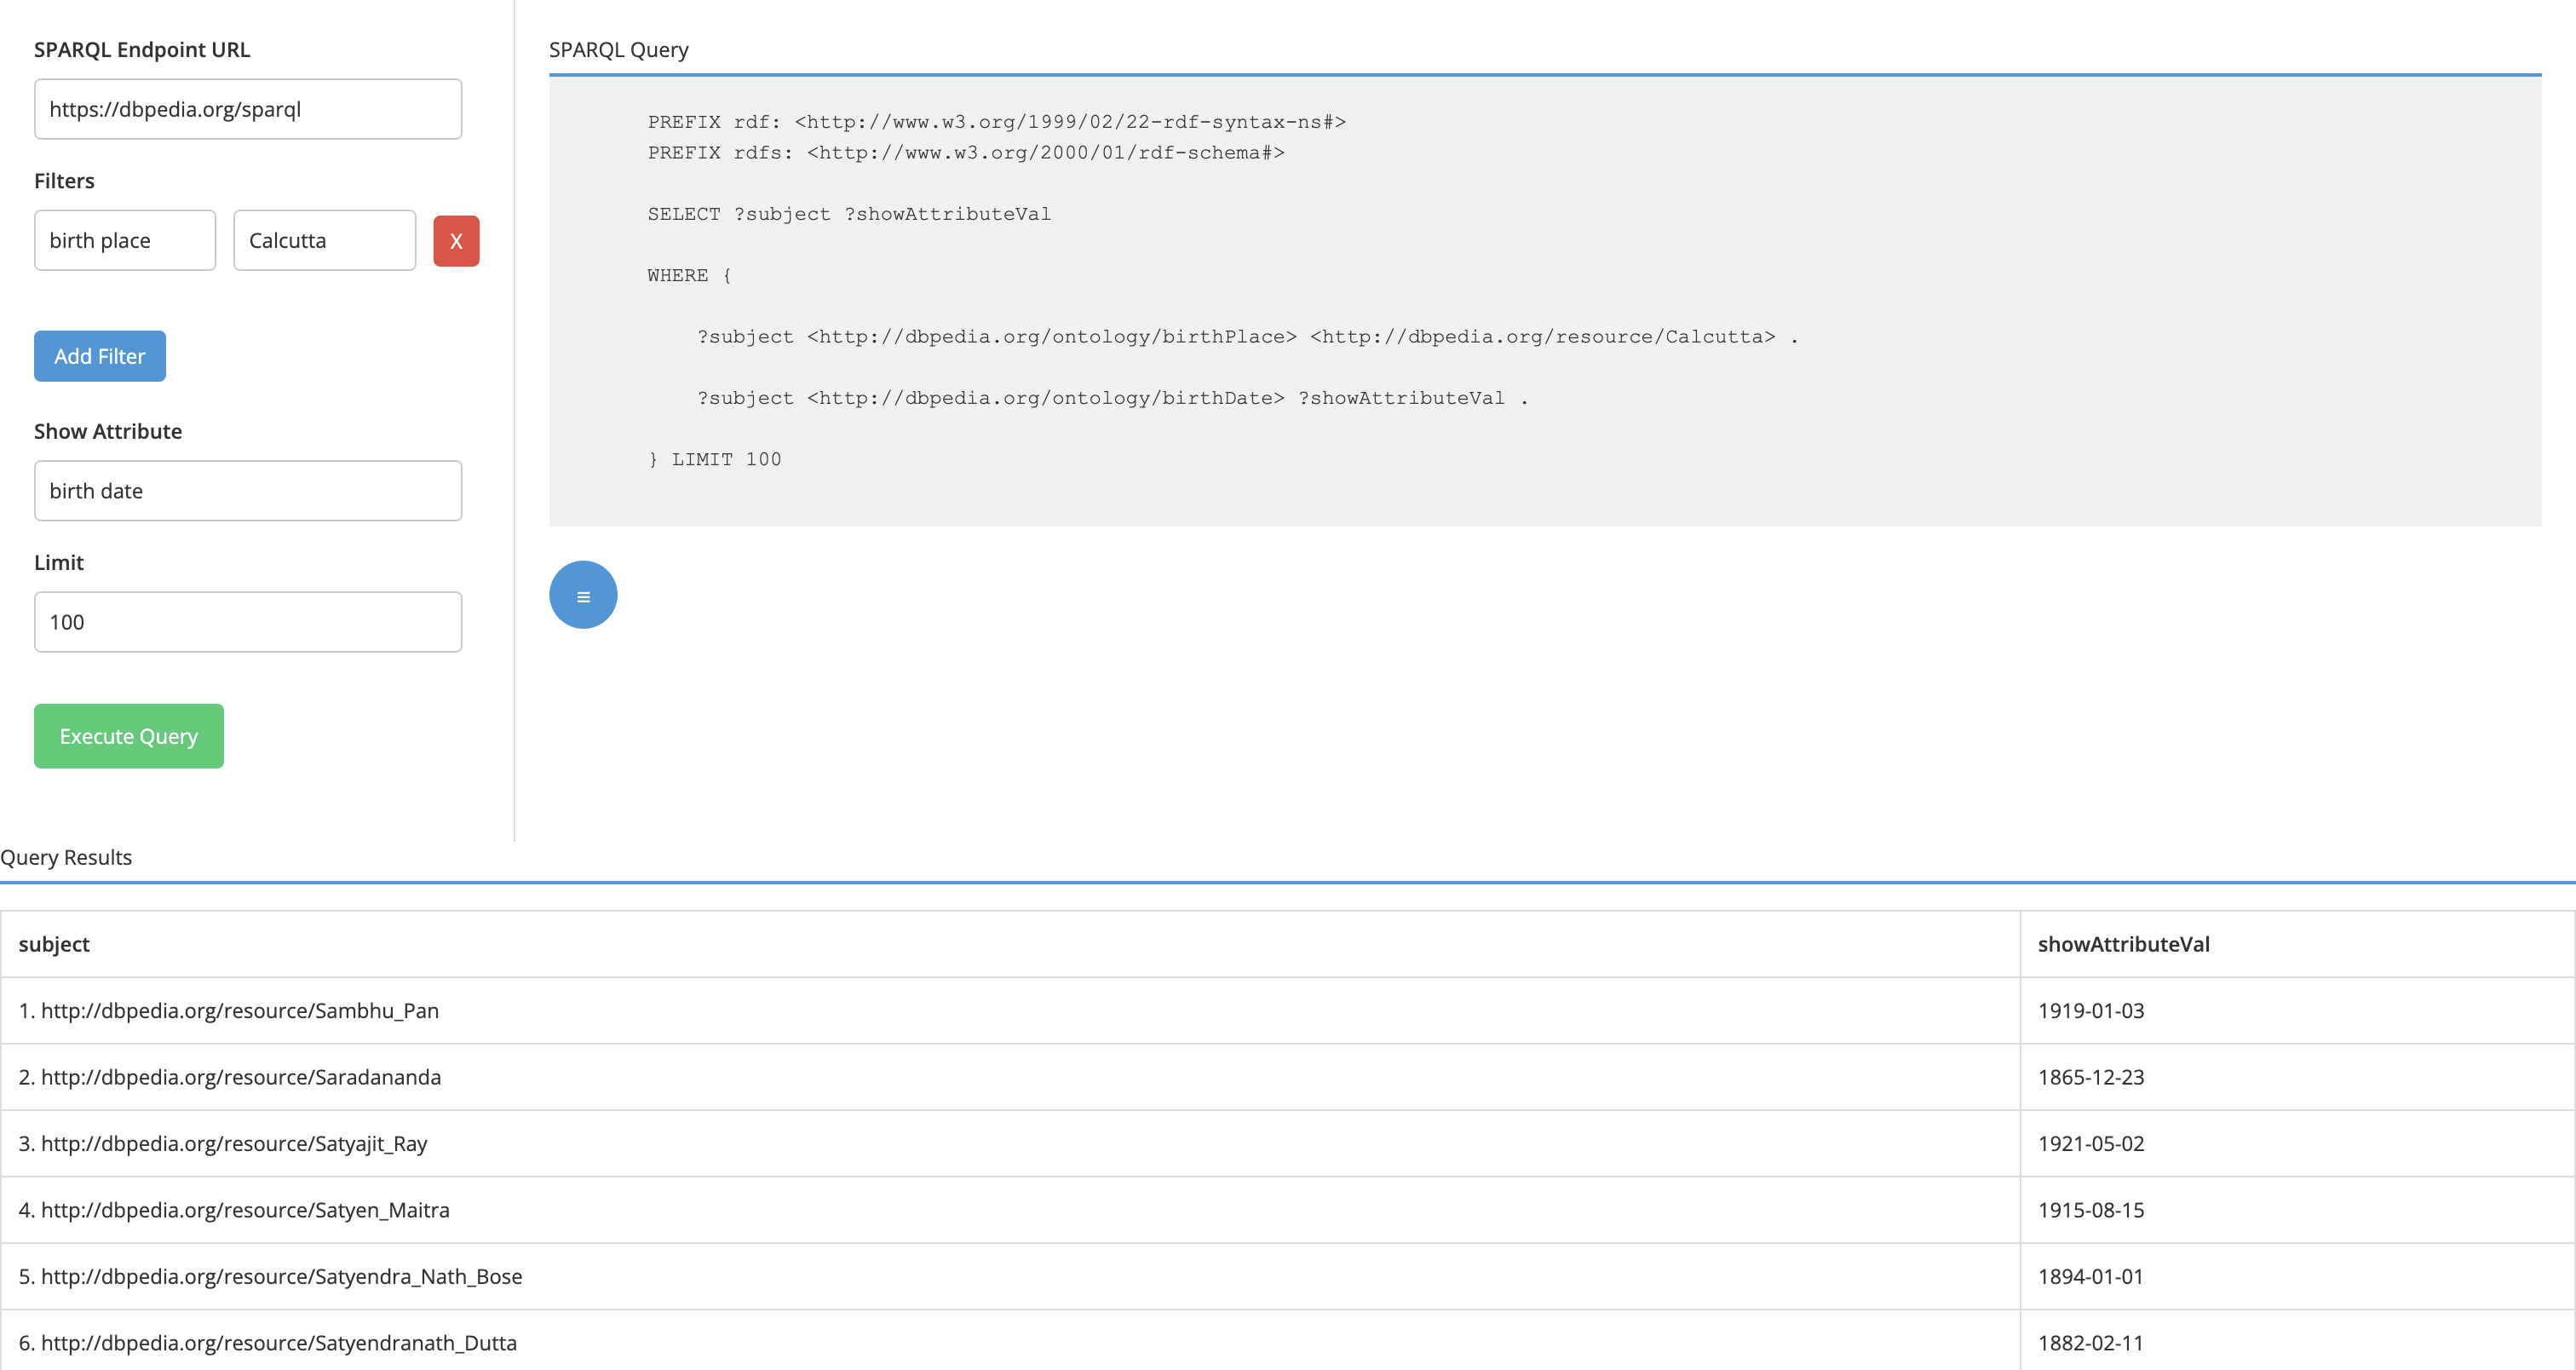 SPARQL Endpoint URL
https://dbpedia.org/sparql
Filters
birth place Calcutta X
Add Filter
Show Attribute
birth date
Limit
100
Execute Query
SPARQL Query
PREFIX rdf: <http://www.w3.org/1999/02/22-rdf-syntax-ns#>
PREFIX rdfs: <http://www.w3.org/2000/01/rdf-schema#>
SELECT ?subject ?showAttributeVal
WHERE {
?subject <http://dbpedia.org/ontology/birthPlace> <http://dbpedia.org/resource/Calcutta> .
?subject <http://dbpedia.org/ontology/birthDate> ?showAttributeVal .
} LIMIT 100
Query Results
subject showAttributeVal
1. http://dbpedia.org/resource/Sambhu_Pan 1919-01-03
2. http://dbpedia.org/resource/Saradananda 1865-12-23
3. http://dbpedia.org/resource/Satyajit_Ray 1921-05-02
4. http://dbpedia.org/resource/Satyen_Maitra 1915-08-15
5. http://dbpedia.org/resource/Satyendra_Nath_Bose 1894-01-01
6. http://dbpedia.org/resource/Satyendranath_Dutta 1882-02-11